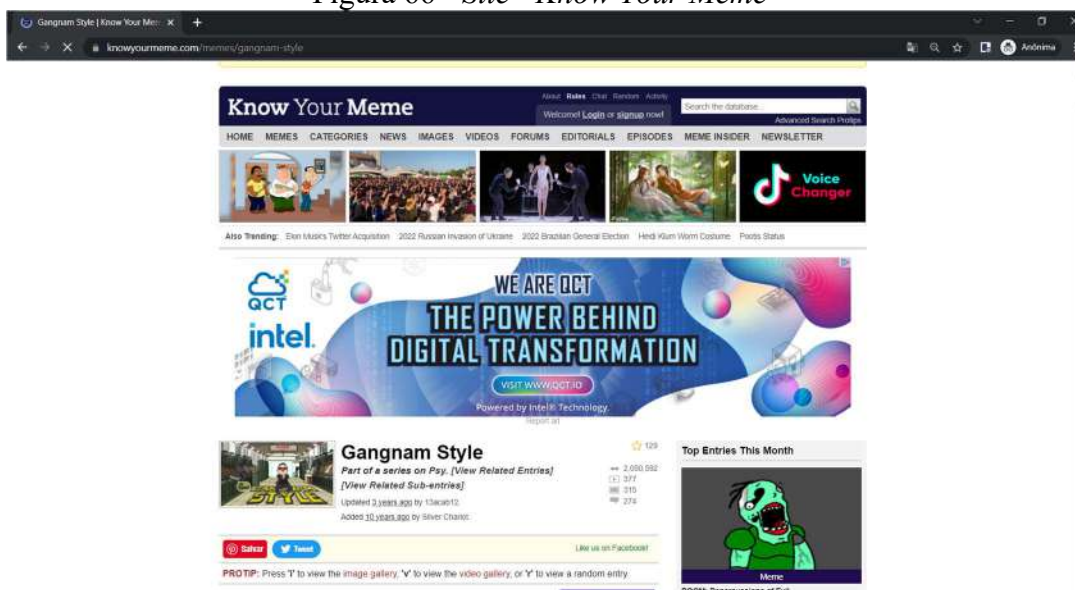 Figura 66 - Site - Know Your Meme
Gangnam Style | Know Your Mem
knowyourmeme.com/memes/gangnam-style
Anónima
Know Your Meme
About Rules Chat Random Activity
Welcome! Login or signup now!
Search the database...
Advanced Search Protips
HOME MEMES CATEGORIES NEWS IMAGES VIDEOS FORUMS EDITORIALS EPISODES MEME INSIDER NEWSLETTER
Voice
Changer
Also Trending: Elon Musk's Twitter Acquisition 2022 Russian Invasion of Ukraine 2022 Brazilian General Election Heidi Klum Worm Costume Status
QCT
intel.
WE ARE QCT
THE POWER BEHIND
DIGITAL TRANSFORMATION
VISIT WWW.QCT.IO
Powered by Intel® Technology.
Report an
Gangnam Style
129
Part of a series on Psy. [View Related Entries]
[View Related Sub-entries]
2,050,592
377
315
274
Updated 3 years ago by 13acab12.
Added 10 years ago by Silver Chariot.
STYLE
Top Entries This Month
Salvar
Tweet
Like us on Facebook!
PROTIP: Press 'i' to view the image gallery, 'v' to view the video gallery, or 'r' to view a random entry.
Meme